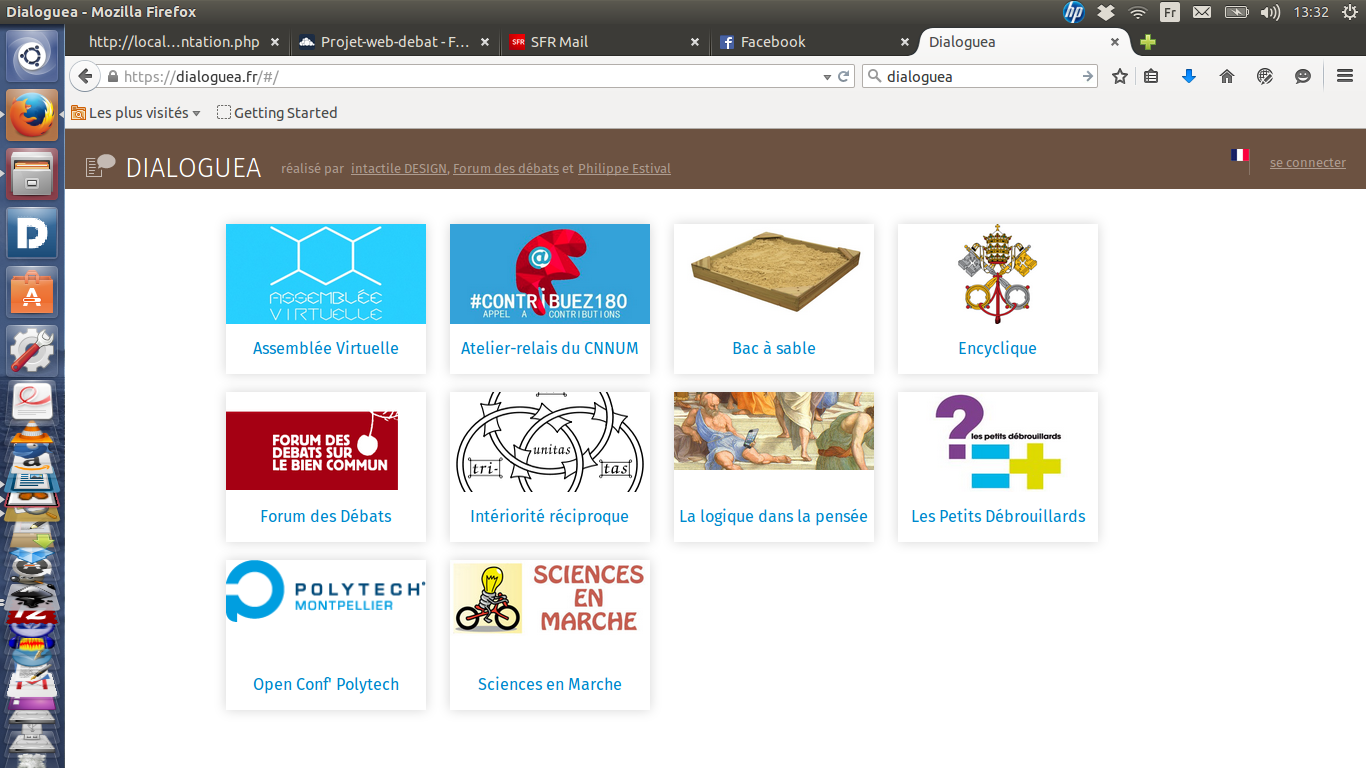 Dialoguea - Mozilla Firefox
Fr
13:32
http://local...ntation.php
Projet-web-debat - F...
SFR
SFR Mail
Facebook
Dialoguea
https://dialoguea.fr/#/
dialoguea
Les plus visités
Getting Started
DIALOGUEA
réalisé par intactile DESIGN, Forum des débats et Philippe Estival
se connecter
ASSEMBLÉE
VIRTUELLE
Assemblée Virtuelle
@
#CONTRIBUEZ180
APPEL A CONTRIBUTIONS
Atelier-relais du CNNUM
Bac à sable
Encyclique
FORUM DES
DEBATS SUR
LE BIEN COMMUN
Forum des Débats
unitas
tri-
tas
Intériorité réciproque
La logique dans la pensée
?
les petits débrouillards
=+
Les Petits Débrouillards
POLYTECH®
MONTPELLIER
Open Conf' Polytech
SCIENCES
EN
MARCHE
Sciences en Marche